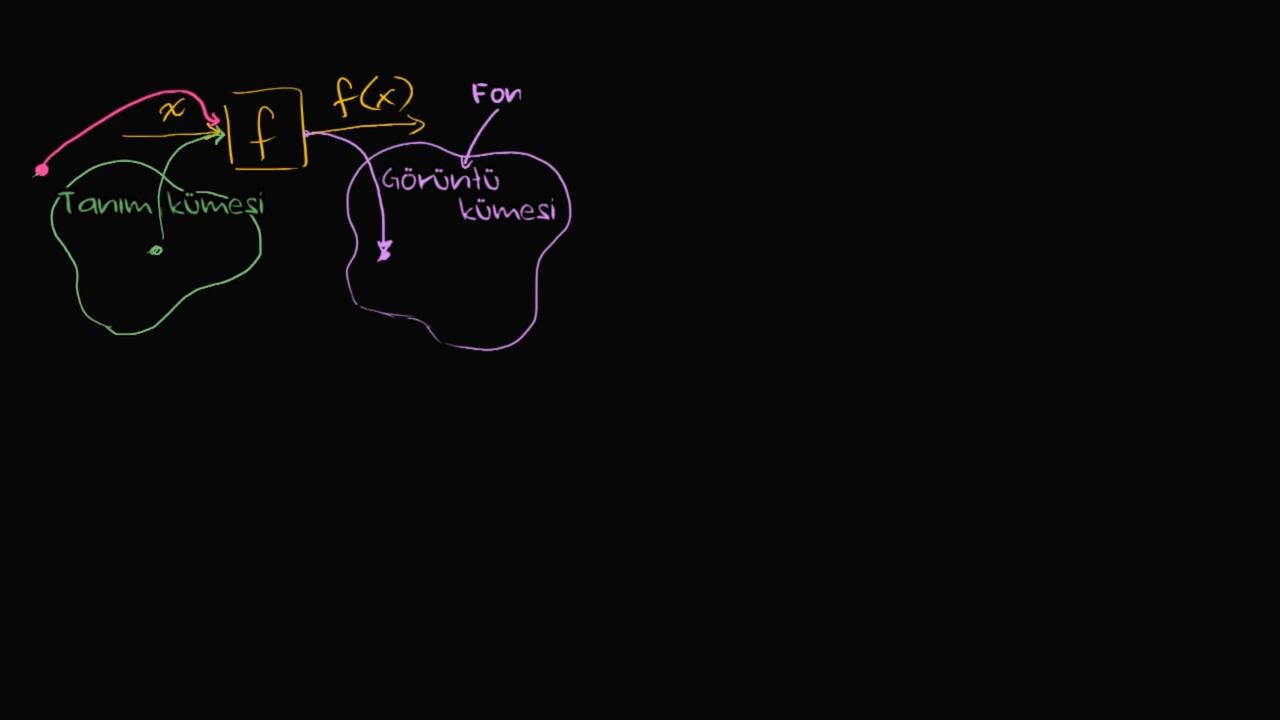 x
f
f(x)
Fon
Tanım kümesi
Görüntü
kümesi